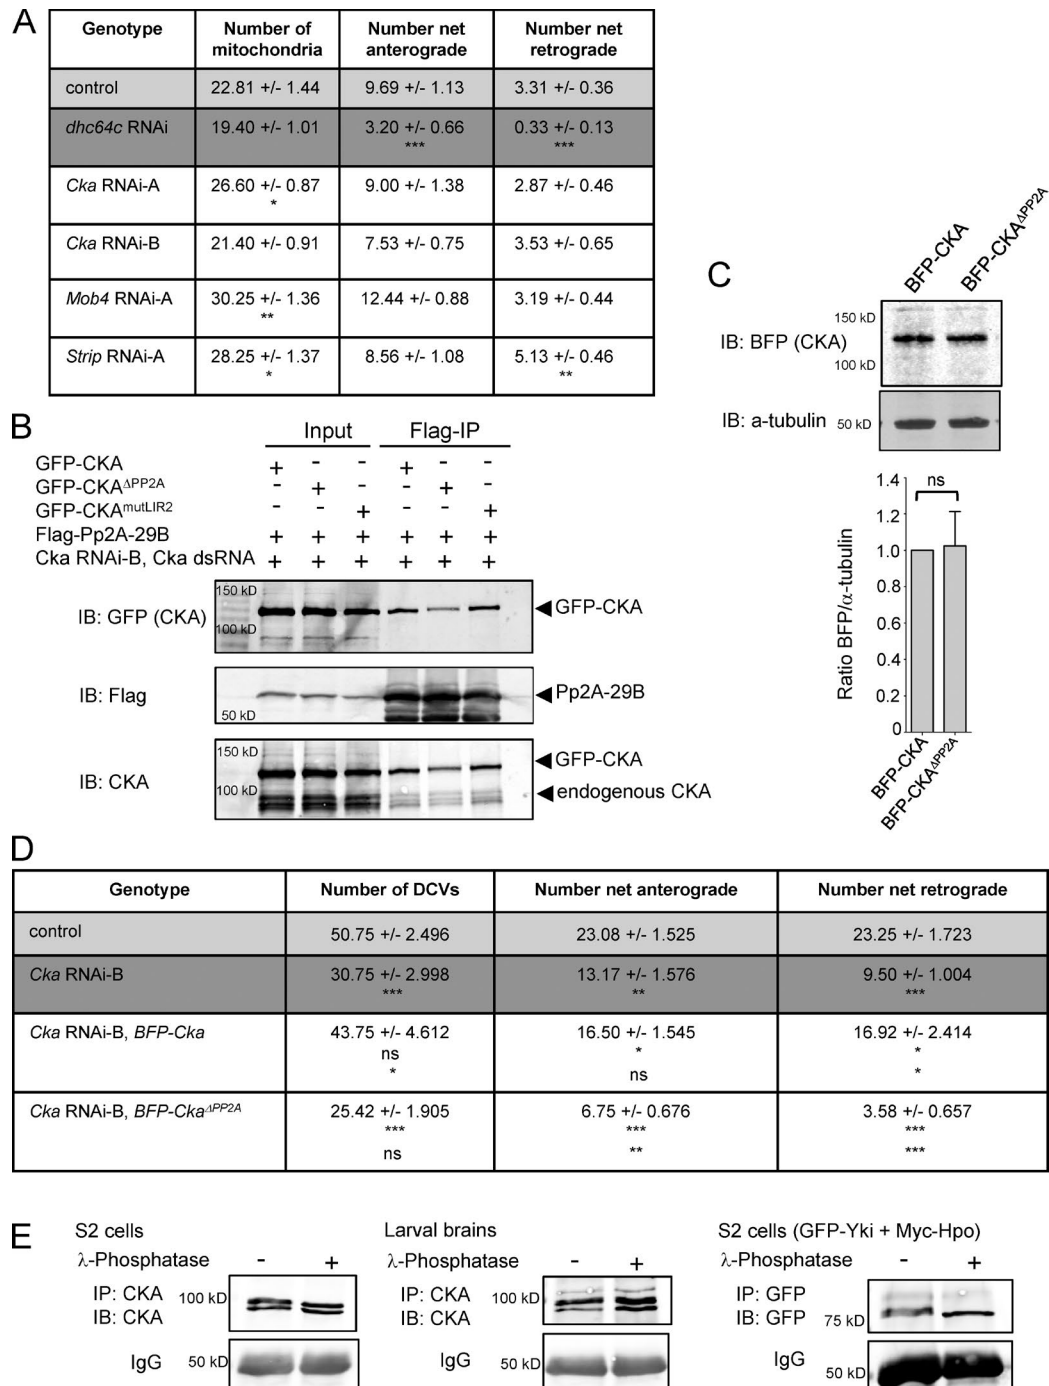 A
Genotype | Number of mitochondria | Number net anterograde | Number net retrograde
control | 22.81 +/- 1.44 | 9.69 +/- 1.13 | 3.31 +/- 0.36
dhc64c RNAi | 19.40 +/- 1.01 | 3.20 +/- 0.66 *** | 0.33 +/- 0.13 ***
Cka RNAi-A | 26.60 +/- 0.87 * | 9.00 +/- 1.38 | 2.87 +/- 0.46
Cka RNAi-B | 21.40 +/- 0.91 | 7.53 +/- 0.75 | 3.53 +/- 0.65
Mob4 RNAi-A | 30.25 +/- 1.36 ** | 12.44 +/- 0.88 | 3.19 +/- 0.44
Strip RNAi-A | 28.25 +/- 1.37 * | 8.56 +/- 1.08 | 5.13 +/- 0.46 **
B
Input Flag-IP
GFP-CKA + - - + - -
GFP-CKAΔPP2A - + - - + -
GFP-CKAmutLIR2 - - + - - +
Flag-Pp2A-29B + + + + + +
Cka RNAi-B, Cka dsRNA + + + + + +
IB: GFP (CKA)
150 kD
100 kD
GFP-CKA
IB: Flag
50 kD
Pp2A-29B
IB: CKA
150 kD
100 kD
GFP-CKA
endogenous CKA
C
BFP-CKA
BFP-CKAΔPP2A
IB: BFP (CKA)
150 kD
100 kD
IB: a-tubulin
50 kD
Ratio BFP/α-tubulin
1.4
1.2
1.0
0.8
0.6
0.4
0.2
0
ns
BFP-CKA
BFP-CKAΔPP2A
D
Genotype | Number of DCVs | Number net anterograde | Number net retrograde
control | 50.75 +/- 2.496 | 23.08 +/- 1.525 | 23.25 +/- 1.723
Cka RNAi-B | 30.75 +/- 2.998 *** | 13.17 +/- 1.576 ** | 9.50 +/- 1.004 ***
Cka RNAi-B, BFP-Cka | 43.75 +/- 4.612 ns * | 16.50 +/- 1.545 * ns | 16.92 +/- 2.414 * *
Cka RNAi-B, BFP-CkaΔPP2A | 25.42 +/- 1.905 *** ns | 6.75 +/- 0.676 *** ** | 3.58 +/- 0.657 *** ***
E
S2 cells
λ-Phosphatase - +
IP: CKA
IB: CKA
100 kD
IgG
50 kD
Larval brains
λ-Phosphatase - +
IP: CKA
IB: CKA
100 kD
IgG
50 kD
S2 cells (GFP-Yki + Myc-Hpo)
λ-Phosphatase - +
IP: GFP
IB: GFP
75 kD
IgG
50 kD